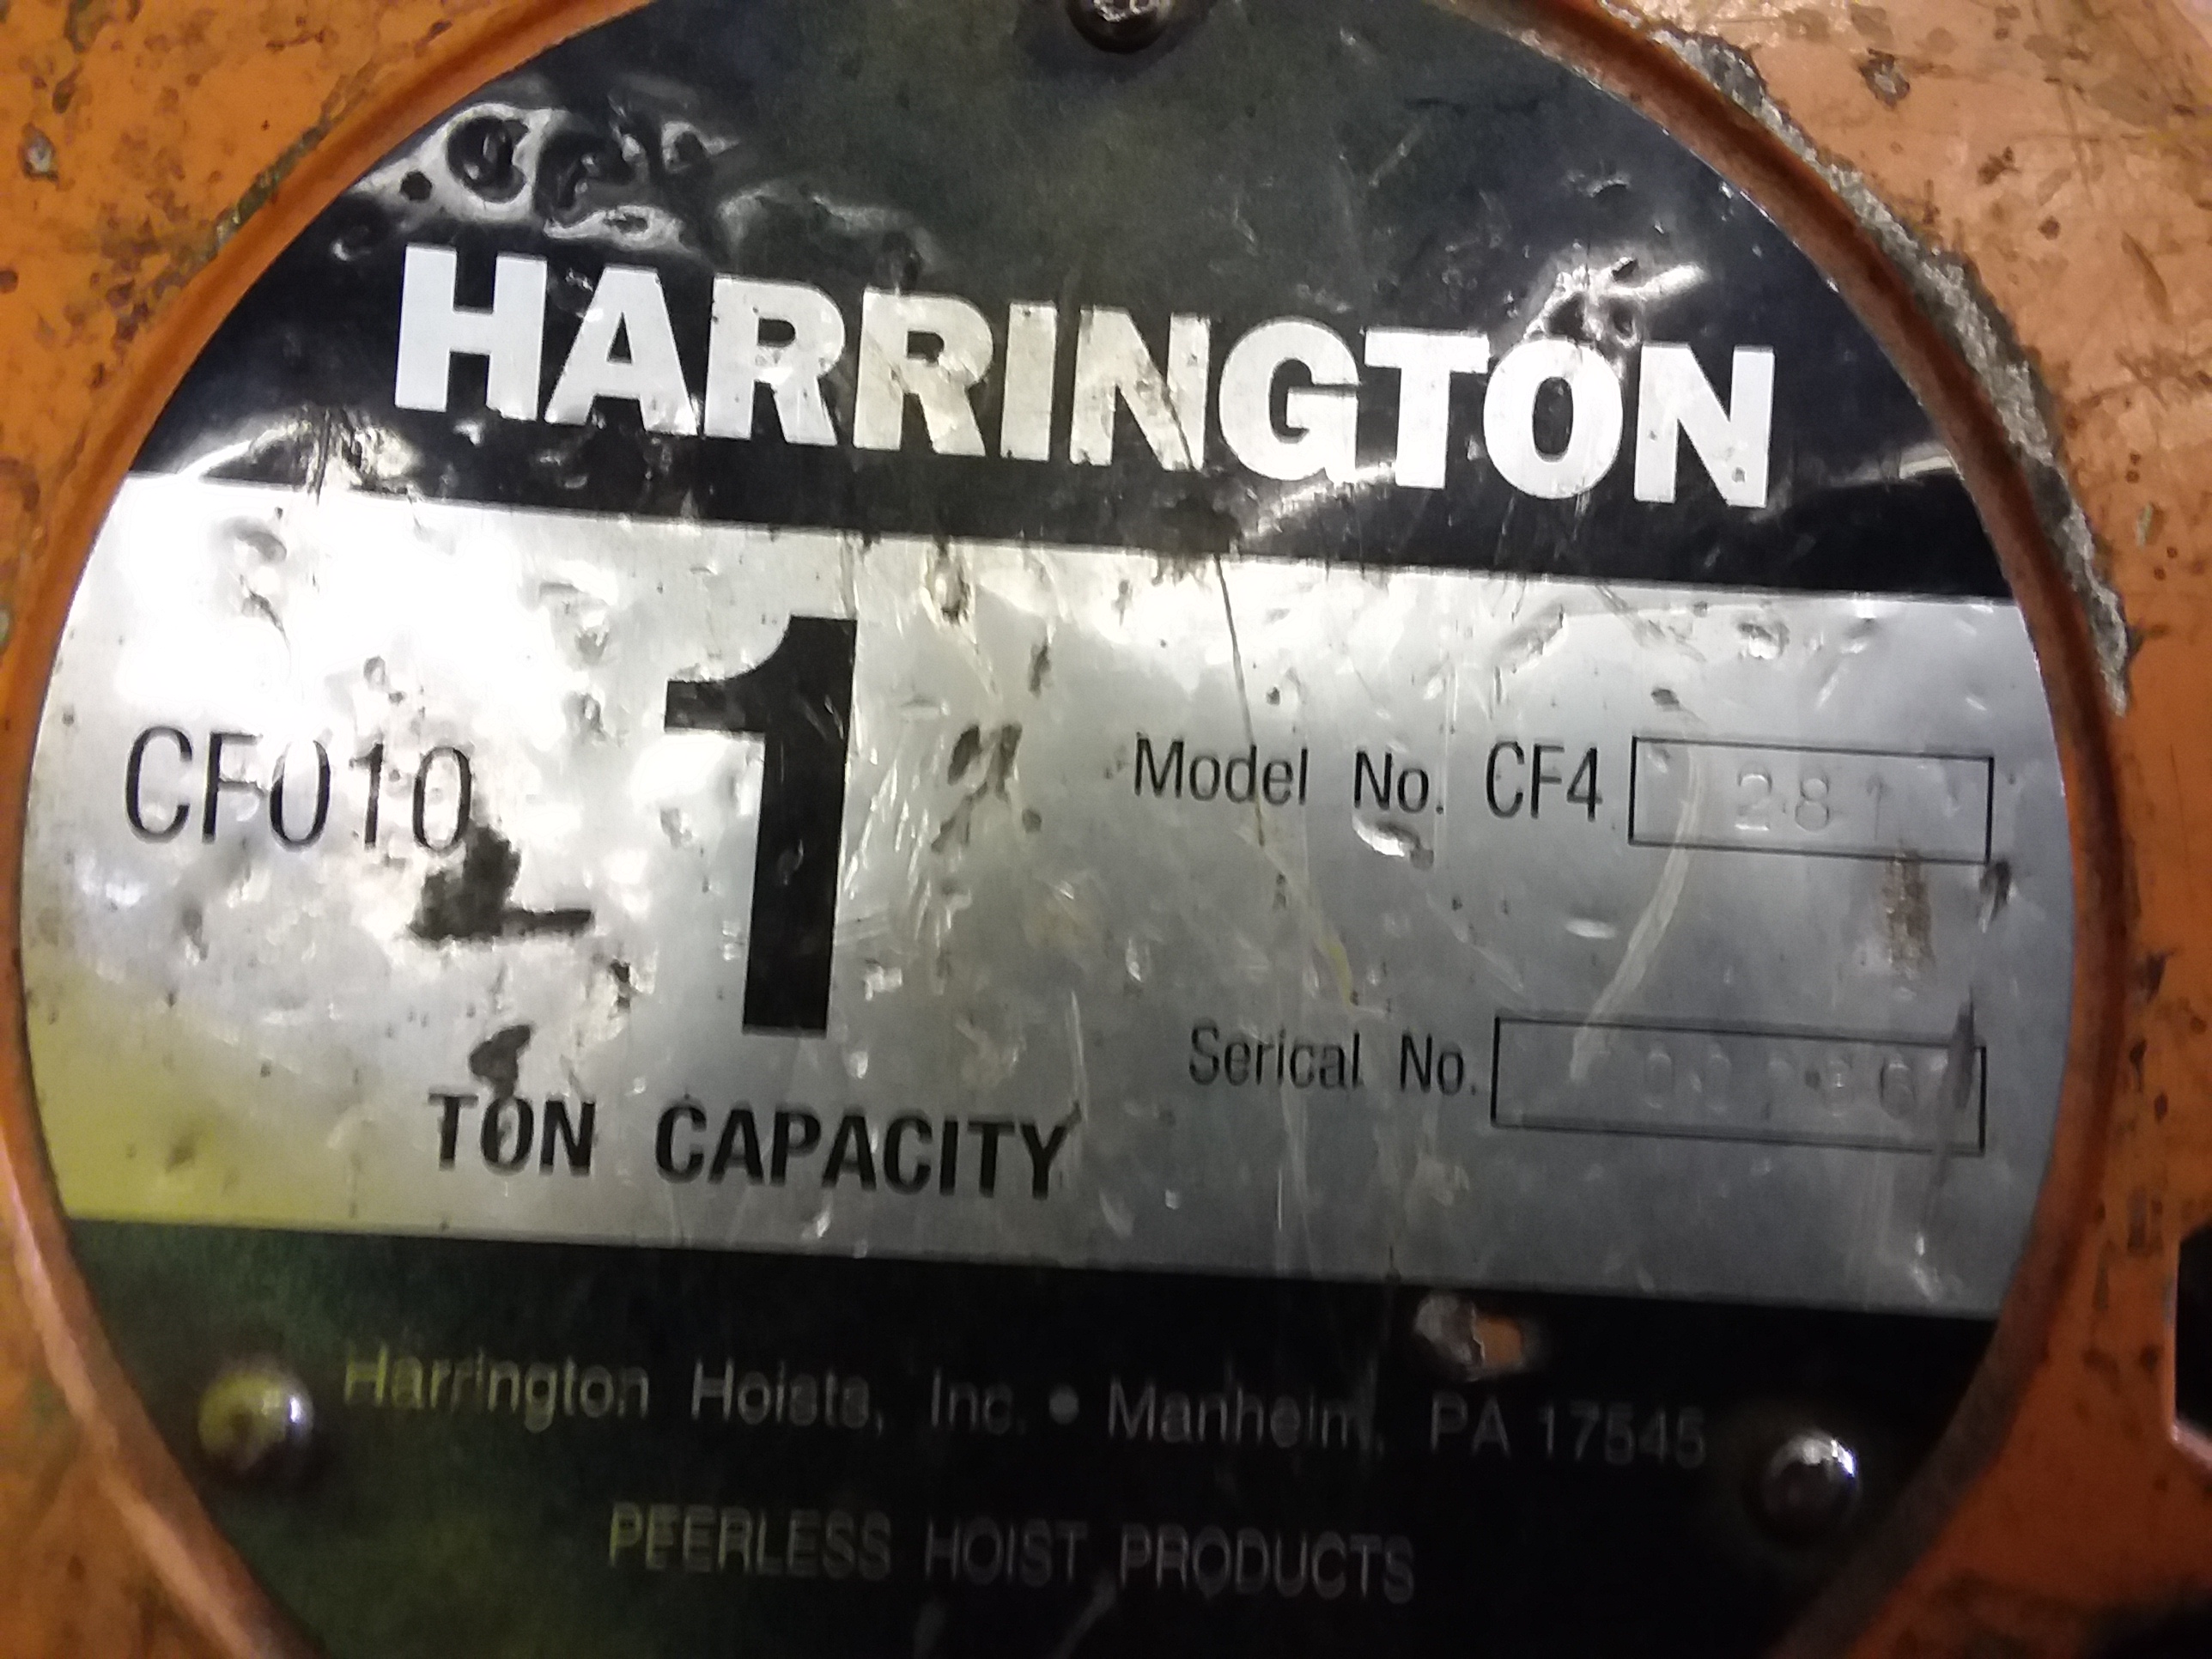 HARRINGTON
CF010
1
TON CAPACITY
Model No. CF4 281
Serical No.
Harrington Hoists, Inc. • Manheim, PA 17545
PEERLESS HOIST PRODUCTS